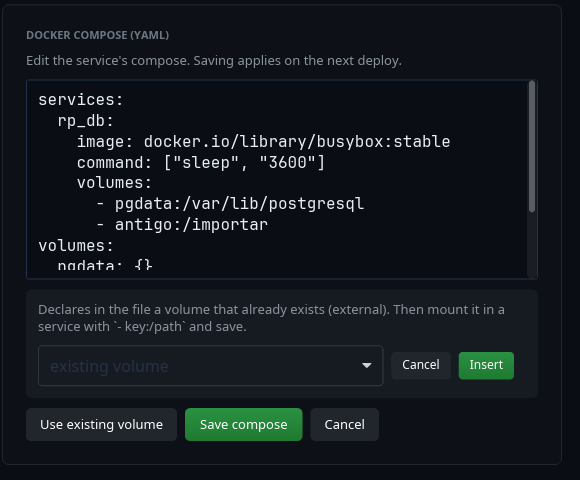 DOCKER COMPOSE (YAML)
Edit the service's compose. Saving applies on the next deploy.
services:
  rp_db:
    image: docker.io/library/busybox:stable
    command: ["sleep", "3600"]
    volumes:
      - pgdata:/var/lib/postgresql
      - antigo:/importar
volumes:
  pgdata: {}
Declares in the file a volume that already exists (external). Then mount it in a
service with `- key:/path` and save.
existing volume
Cancel
Insert
Use existing volume
Save compose
Cancel